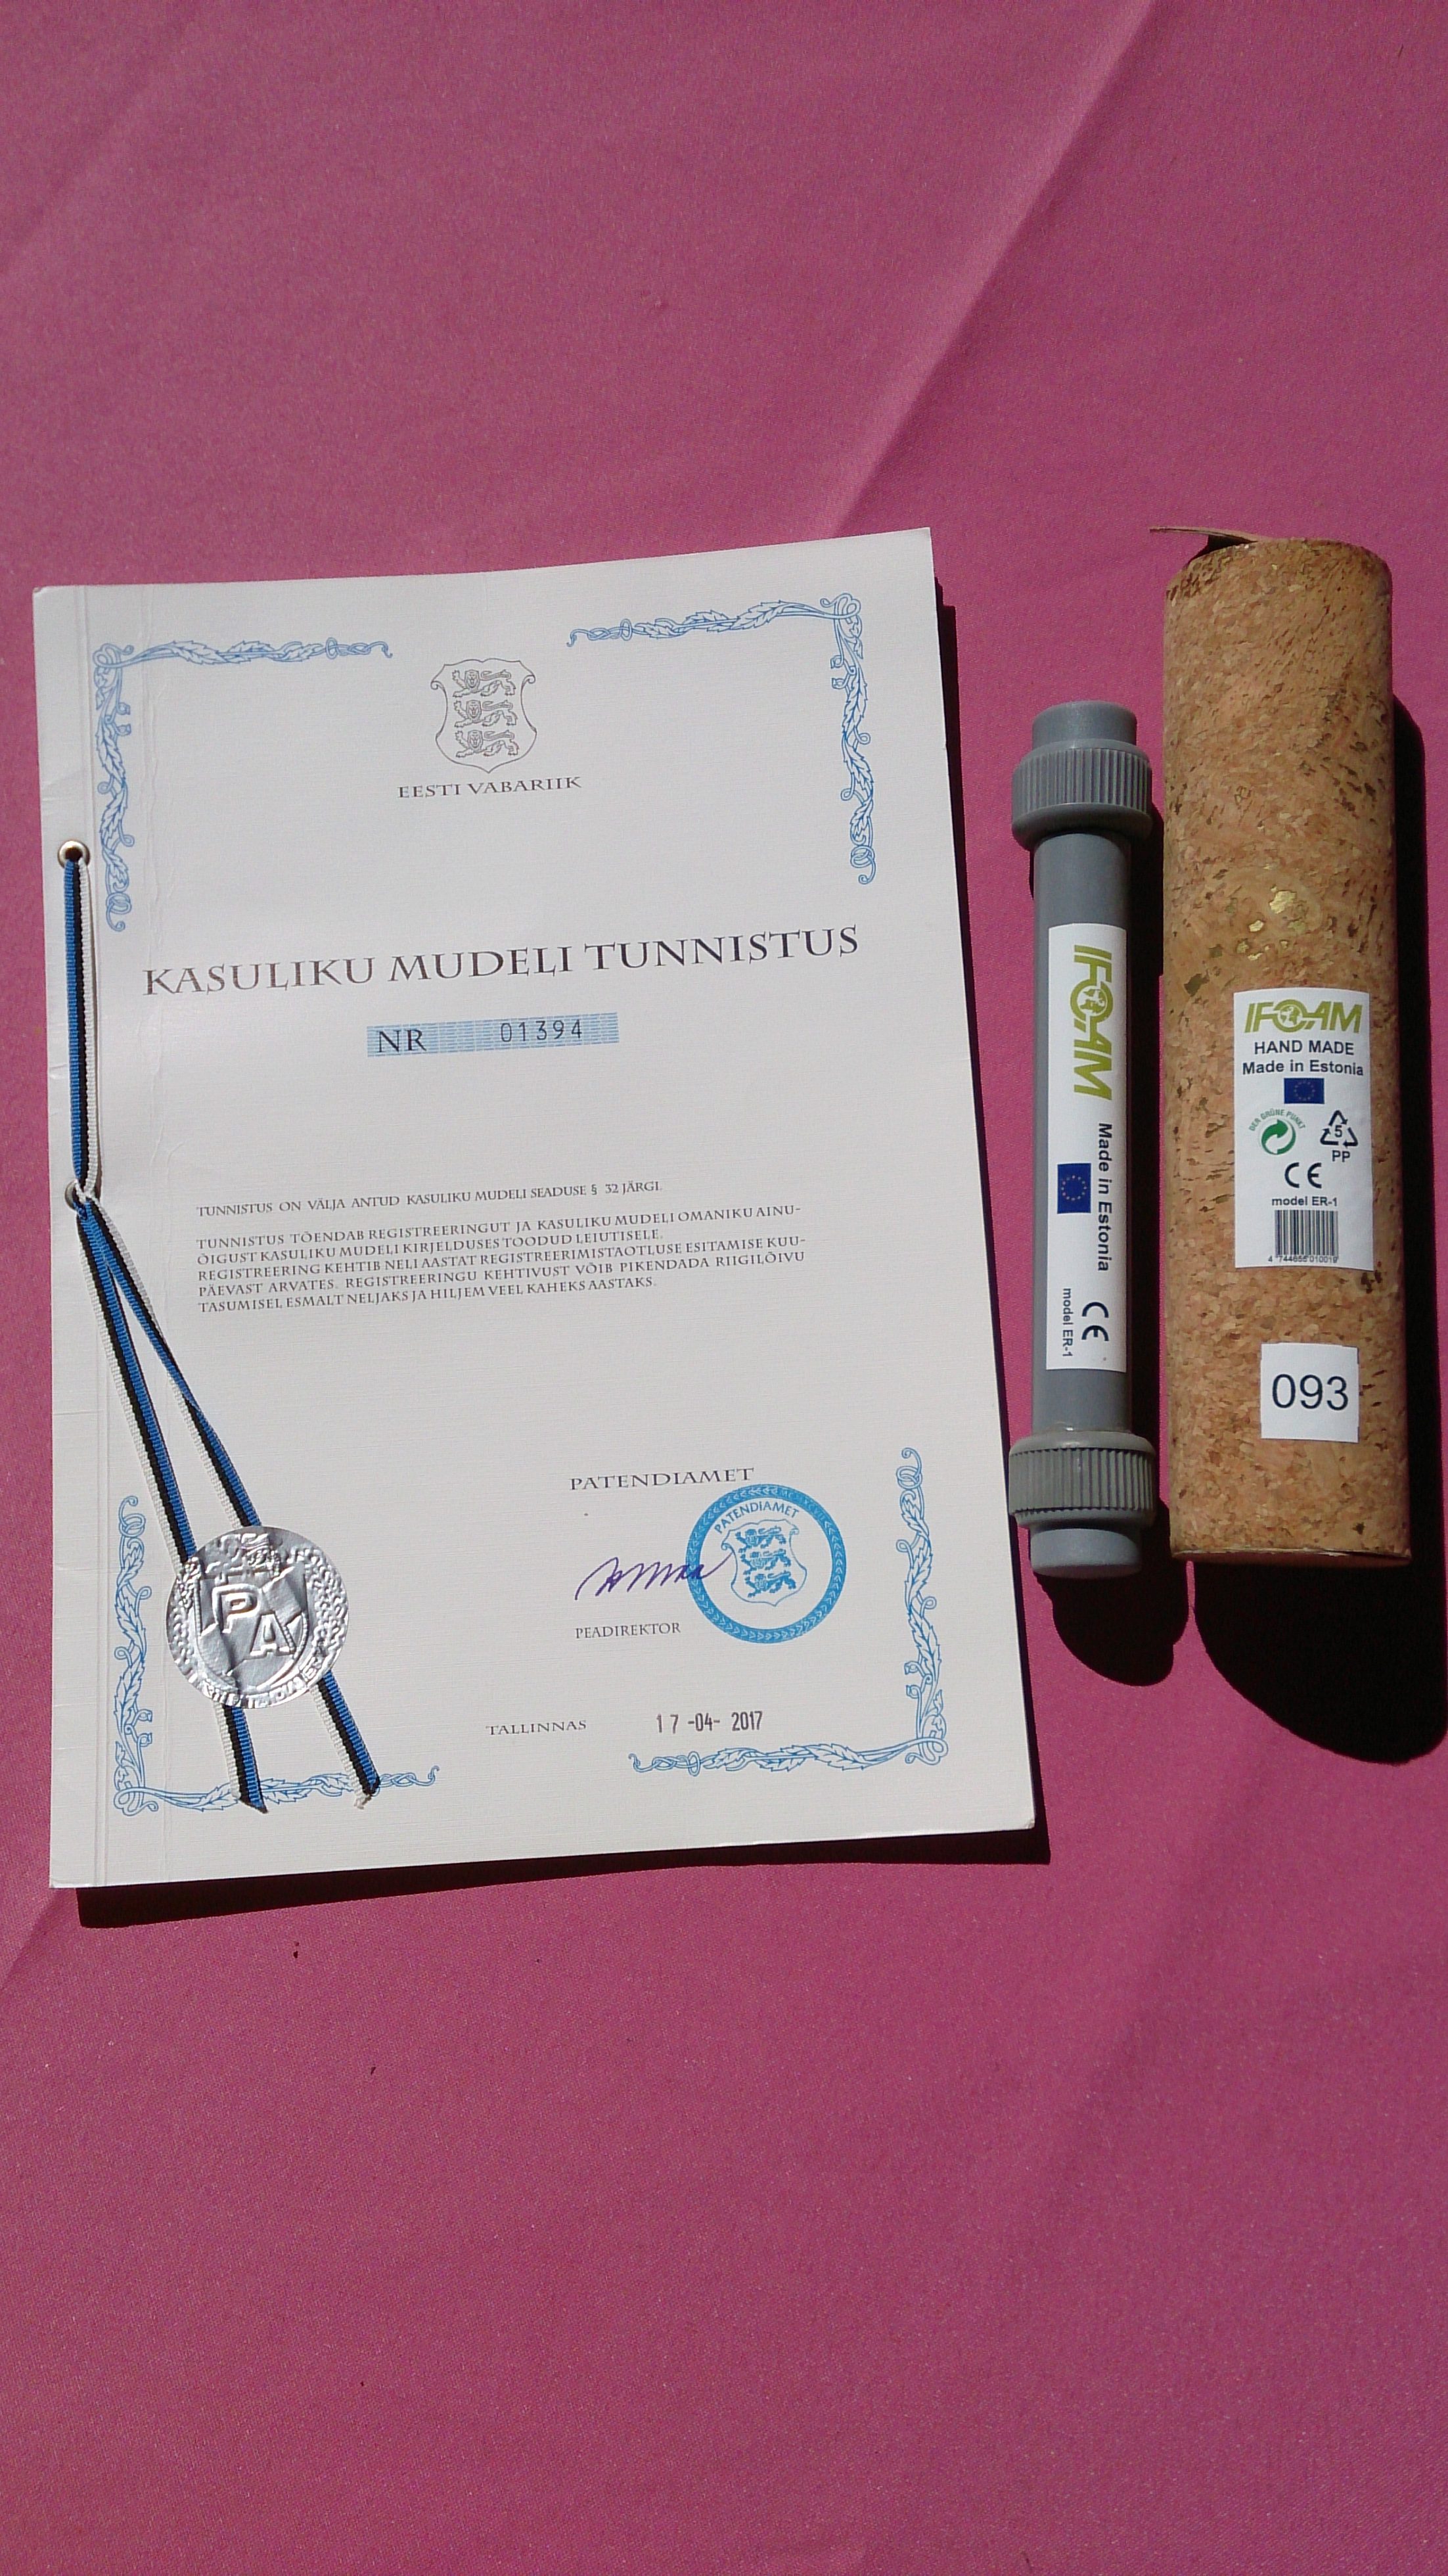 EESTI VABARIIK
KASULIKU MUDELI TUNNISTUS
NR 01394
TUNNISTUS ON VÄLJA ANTUD KASULIKU MUDELI SEADUSE § 32 JÄRGI.
TUNNISTUS TÕENDAB REGISTREERINGUT JA KASULIKU MUDELI OMANIKU AINU-
ÕIGUST KASULIKU MUDELI KIRJELDUSES TOODUD LEIUTISELE.
REGISTREERING KEHTIB NELI AASTAT REGISTREERIMISTAOTLUSE ESITAMISE KUU-
PÄEVAST ARVATES. REGISTREERINGU KEHTIVUST VÕIB PIKENDADA RIIGILÕIVU
TASUMISEL ESMALT NELJAKS JA HILJEM VEEL KAHEKS AASTAKS.
PATENDIAMET
PATENDIAMET
PEADIREKTOR
TALLINNAS 17-04-2017
PA
IFOAM
Made in Estonia
CE
model ER-1
IFOAM
HAND MADE
Made in Estonia
DER GRÜNE PUNKT
5
PP
CE
model ER-1
093